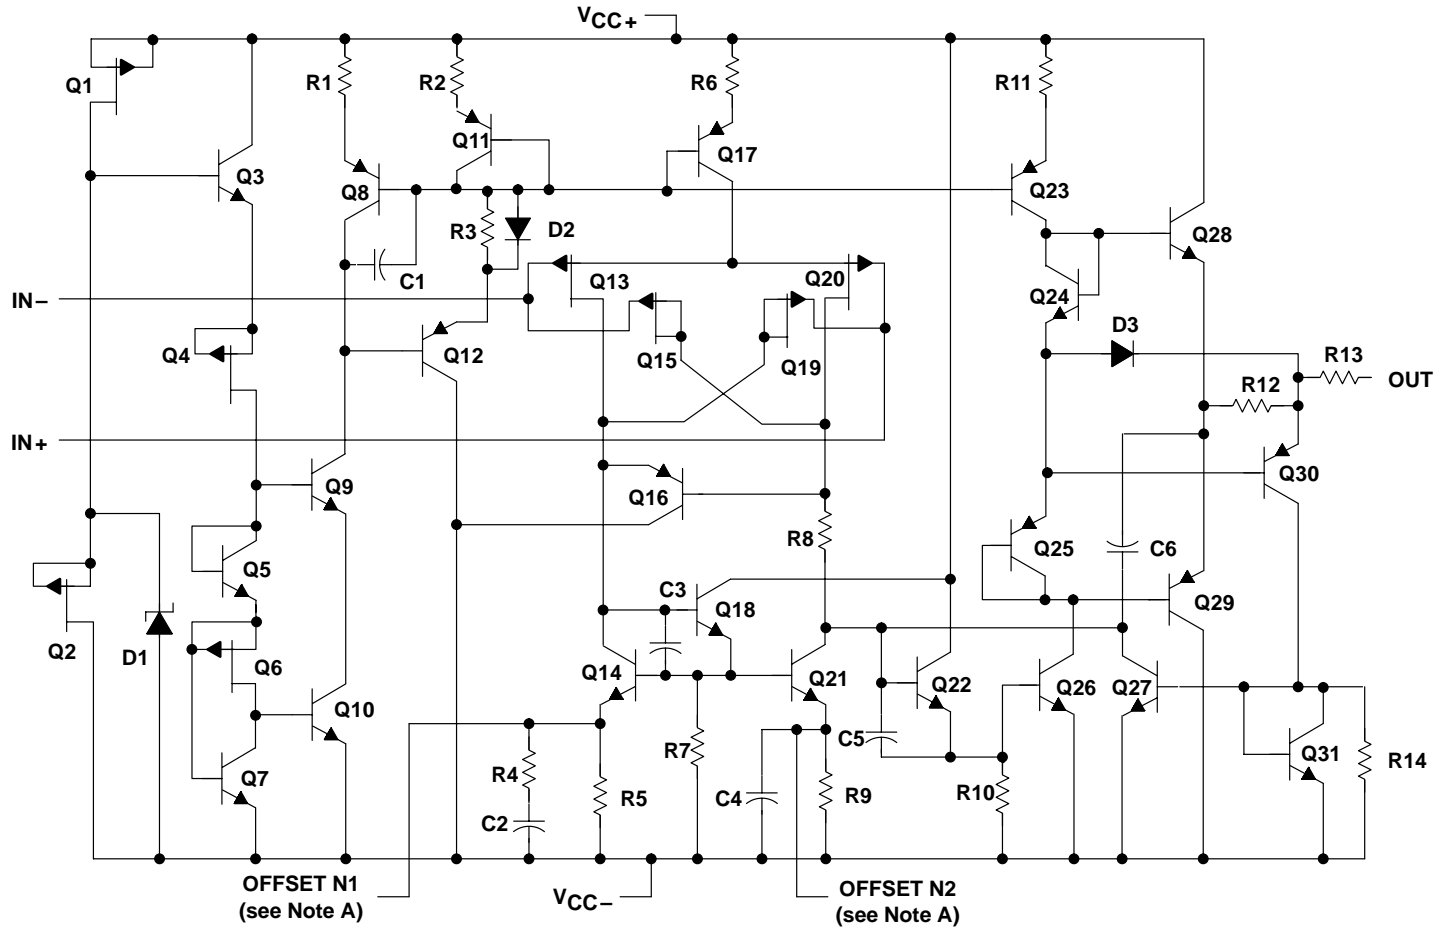 VCC+
Q1
R1
R2
R6
R11
Q11
Q17
Q3
Q8
Q23
R3
D2
Q28
C1
Q13
Q20
IN−
Q24
D3
Q4
Q12
Q15
Q19
R13
OUT
R12
IN+
Q9
Q16
Q30
R8
Q25
C6
Q5
C3
Q18
Q29
Q2
D1
Q6
Q14
Q21
Q22
Q26
Q27
Q10
R7
C5
Q7
R4
R5
C4
R9
R10
Q31
R14
C2
OFFSET N1
(see Note A)
VCC−
OFFSET N2
(see Note A)